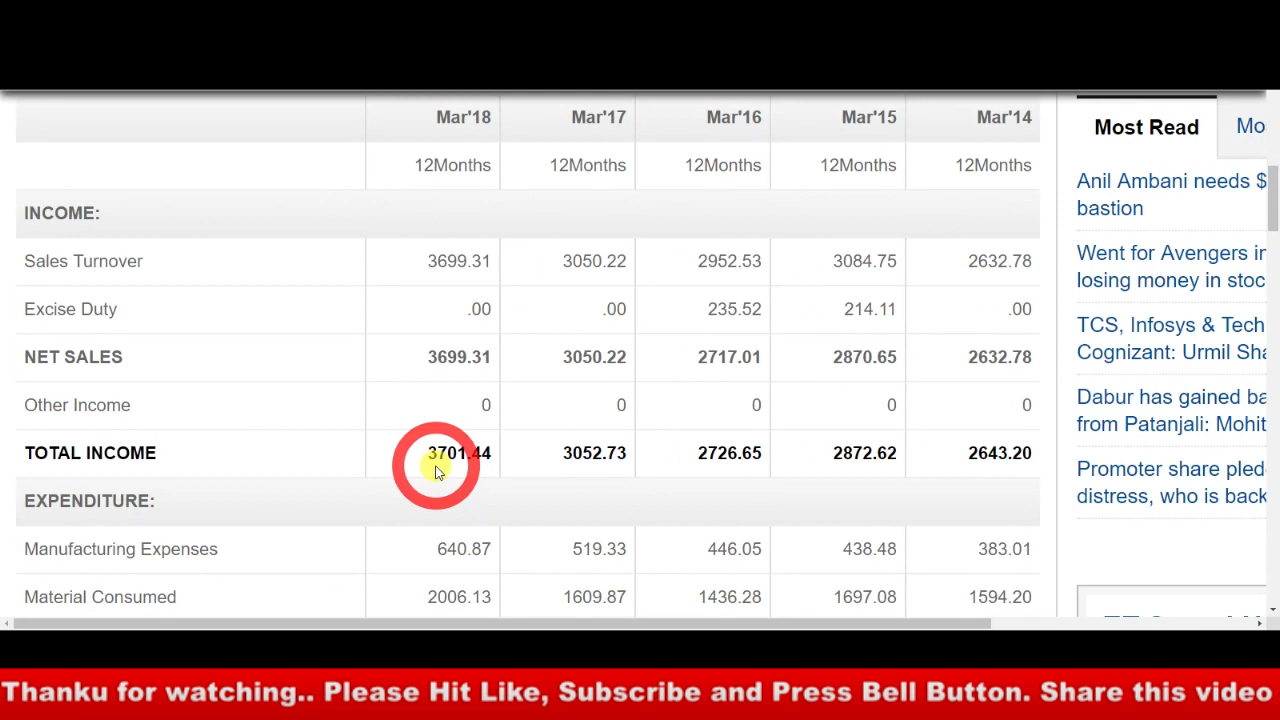 Mar'18 Mar'17 Mar'16 Mar'15 Mar'14
12Months 12Months 12Months 12Months 12Months
INCOME:
Sales Turnover 3699.31 3050.22 2952.53 3084.75 2632.78
Excise Duty .00 .00 235.52 214.11 .00
NET SALES 3699.31 3050.22 2717.01 2870.65 2632.78
Other Income 0 0 0 0 0
TOTAL INCOME 3701.44 3052.73 2726.65 2872.62 2643.20
EXPENDITURE:
Manufacturing Expenses 640.87 519.33 446.05 438.48 383.01
Material Consumed 2006.13 1609.87 1436.28 1697.08 1594.20
Most Read Mo
Anil Ambani needs $
bastion
Went for Avengers in
losing money in stoc
TCS, Infosys & Tech
Cognizant: Urmil Sha
Dabur has gained ba
from Patanjali: Mohit
Promoter share pled
distress, who is back
Thanku for watching.. Please Hit Like, Subscribe and Press Bell Button. Share this video